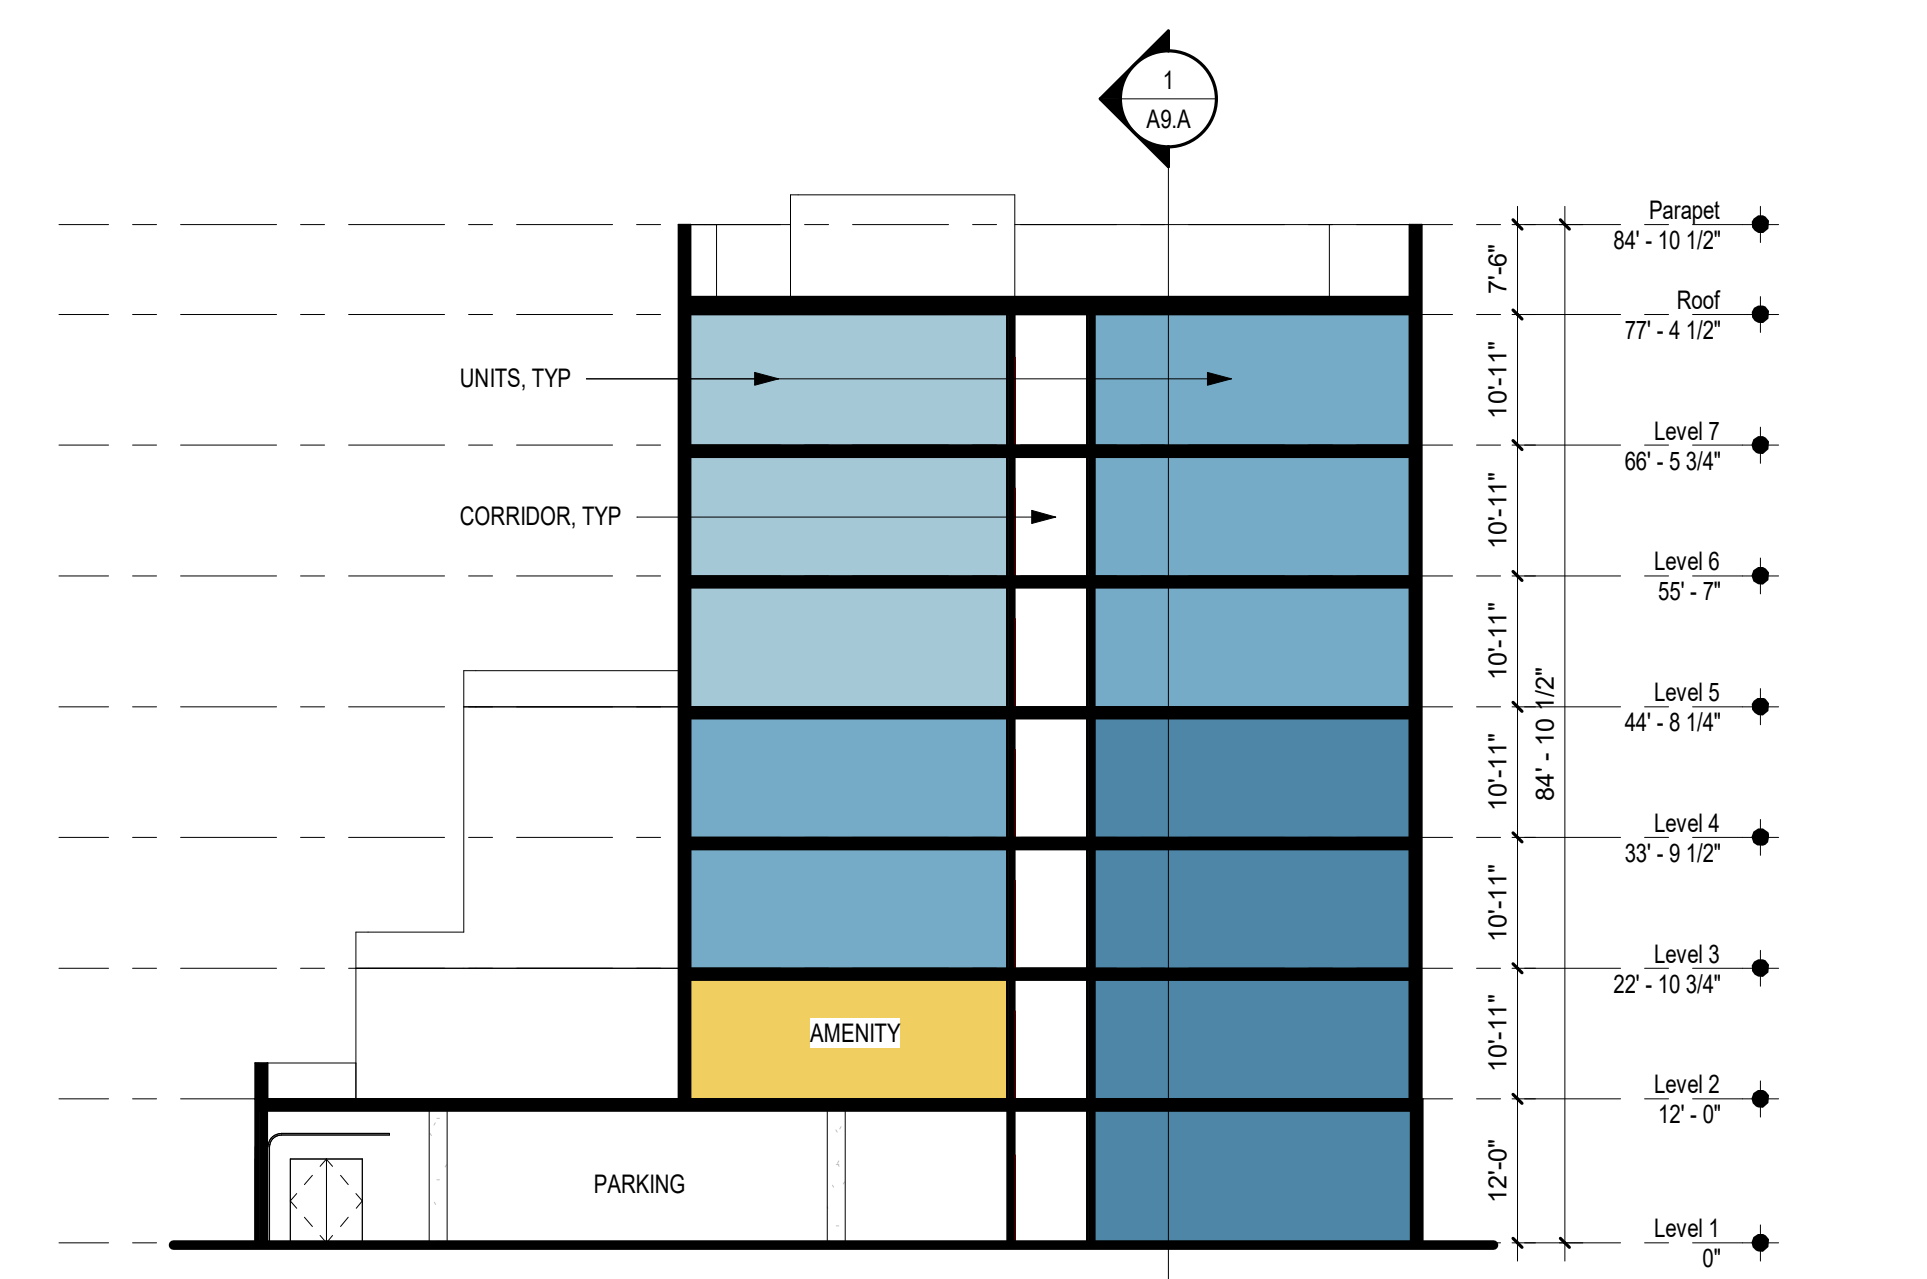 1
A9.A
Parapet
84' - 10 1/2"
7'-6"
Roof
77' - 4 1/2"
UNITS, TYP
10'-11"
Level 7
66' - 5 3/4"
CORRIDOR, TYP
10'-11"
Level 6
55' - 7"
10'-11"
84' - 10 1/2"
Level 5
44' - 8 1/4"
10'-11"
Level 4
33' - 9 1/2"
10'-11"
Level 3
22' - 10 3/4"
AMENITY
10'-11"
Level 2
12' - 0"
PARKING
12'-0"
Level 1
0"